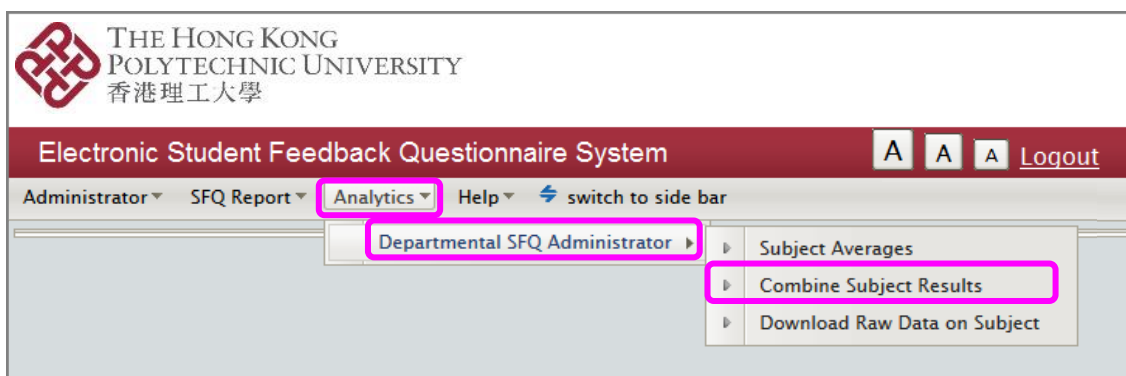 THE HONG KONG
POLYTECHNIC UNIVERSITY
香港理工大學
Electronic Student Feedback Questionnaire System
A A A Logout
Administrator SFQ Report Analytics Help switch to side bar
Departmental SFQ Administrator
Subject Averages
Combine Subject Results
Download Raw Data on Subject